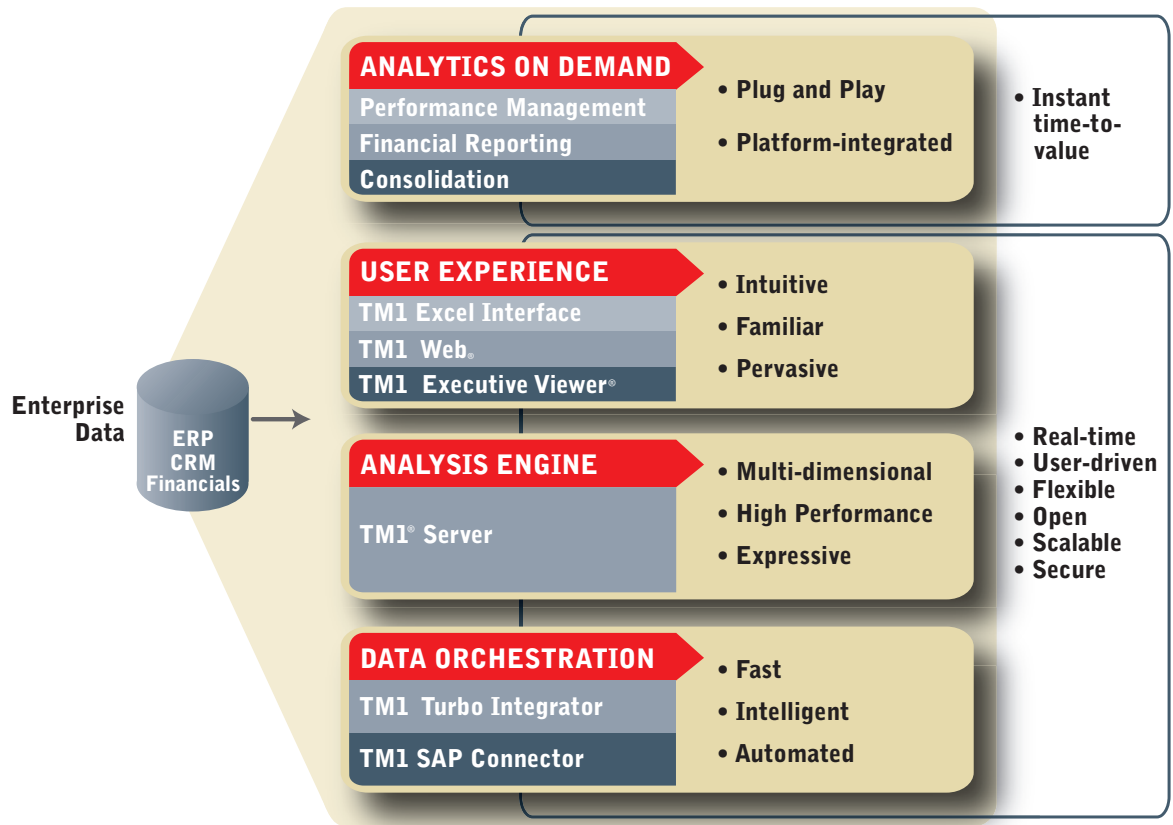 Enterprise
Data
ERP
CRM
Financials
ANALYTICS ON DEMAND
Performance Management
Financial Reporting
Consolidation
• Plug and Play
• Platform-integrated
• Instant
time-to-
value
USER EXPERIENCE
TM1 Excel Interface
TM1 Web®
TM1 Executive Viewer®
• Intuitive
• Familiar
• Pervasive
ANALYSIS ENGINE
TM1® Server
• Multi-dimensional
• High Performance
• Expressive
DATA ORCHESTRATION
TM1 Turbo Integrator
TM1 SAP Connector
• Fast
• Intelligent
• Automated
• Real-time
• User-driven
• Flexible
• Open
• Scalable
• Secure